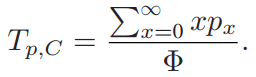 T_{p,C} = \frac{\sum_{x=0}^{\infty} x p_x}{\Phi}.